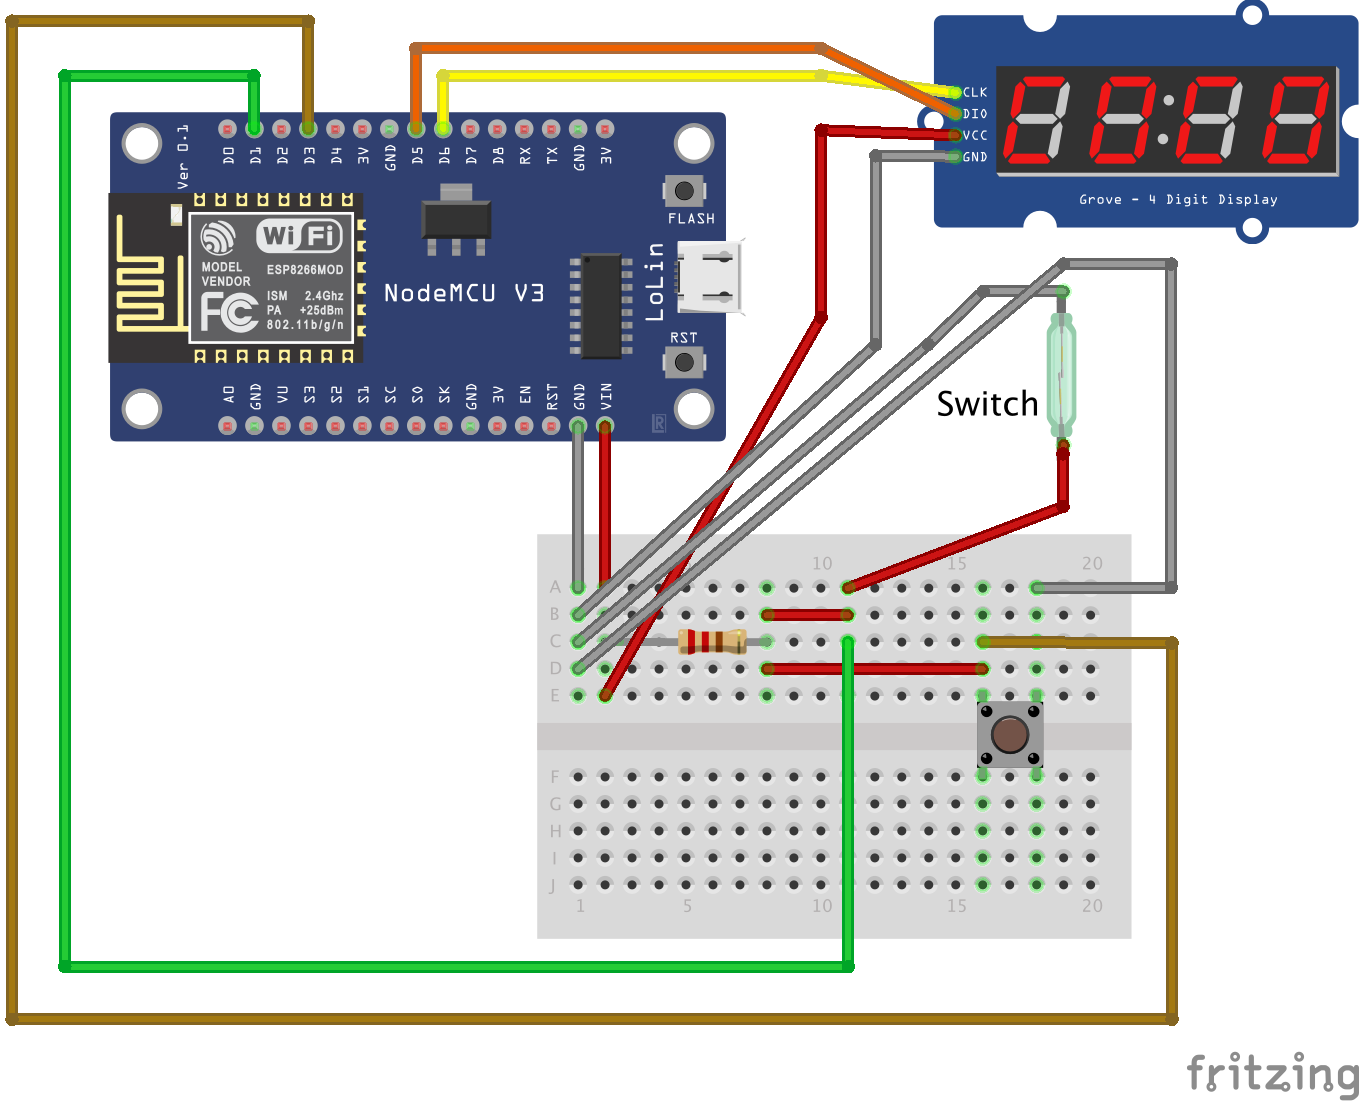 CLK
DIO
VCC
GND
Grove - 4 Digit Display
Ver 0.1
D0 D1 D2 D3 D4 3V GND D5 D6 D7 D8 RX TX GND 3V
FLASH
WiFi
MODEL
VENDOR
ESP8266MOD
FC
ISM 2.4Ghz
PA +25dBm
802.11b/g/n
NodeMCU V3
LoLin
RST
A0 GND VU S3 S2 S1 SC S0 SK GND 3V EN RST GND VIN
R
Switch
10 15 20
A
B
C
D
E
F
G
H
I
J
1 5 10 15 20
fritzing